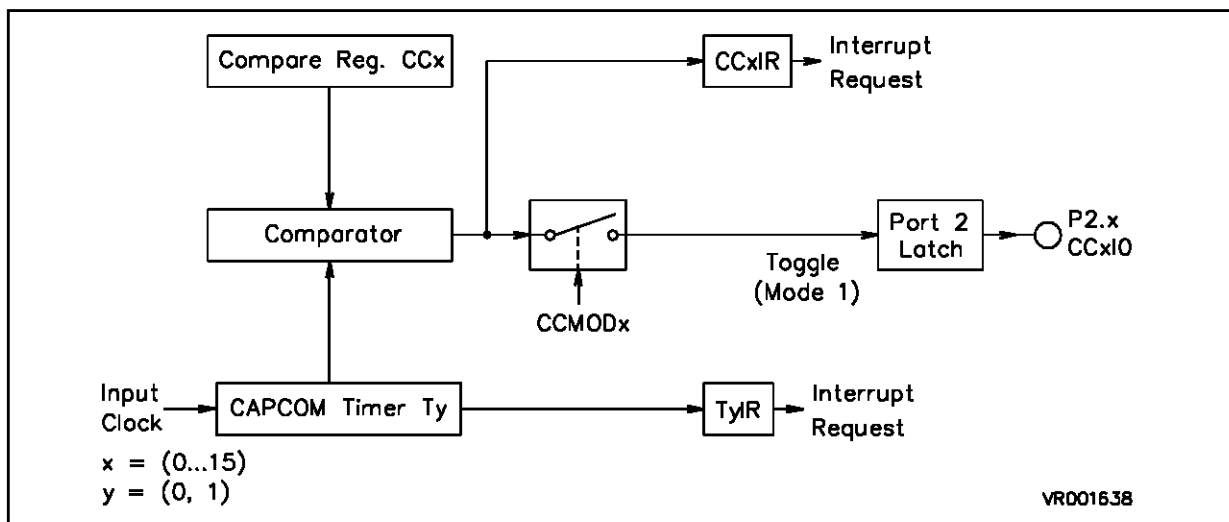 Compare Reg. CCx
CCxIR
Interrupt
Request
Comparator
Port 2
Latch
P2.x
CCxIO
Toggle
(Mode 1)
CCMODx
Input
Clock
CAPCOM Timer Ty
TyIR
Interrupt
Request
x = (0...15)
y = (0, 1)
VR001638